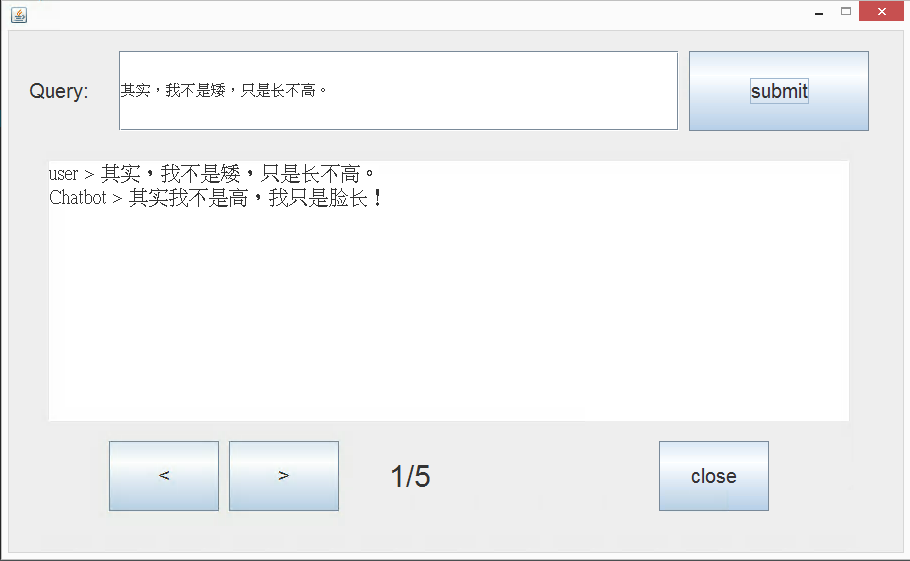 Query:
其实，我不是矮，只是长不高。
submit
user > 其实，我不是矮，只是长不高。
Chatbot > 其实我不是高，我只是脸长！
<
>
1/5
close